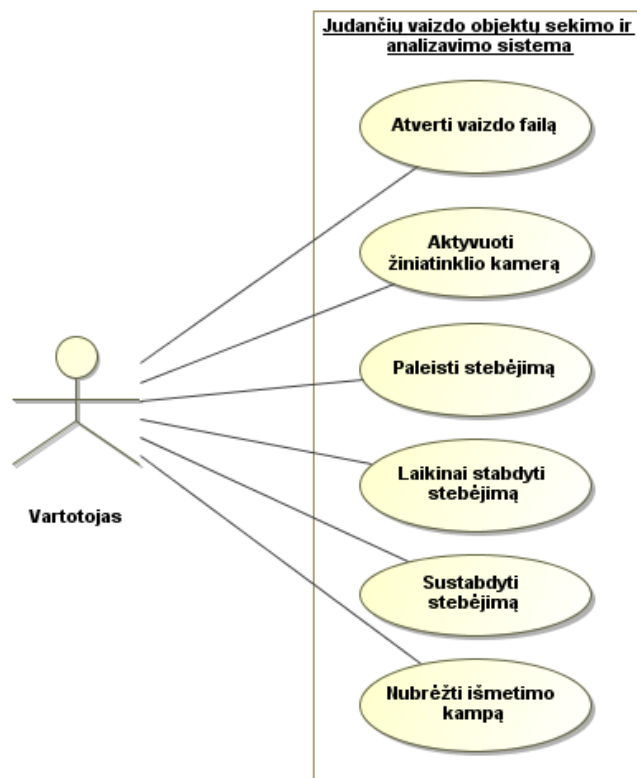 Judančių vaizdo objektų sekimo ir
analizavimo sistema
Atverti vaizdo failą
Aktyvuoti
žiniatinklio kamerą
Paleisti stebėjimą
Laikinai stabdyti
stebėjimą
Vartotojas
Sustabdyti
stebėjimą
Nubrėžti išmetimo
kampą